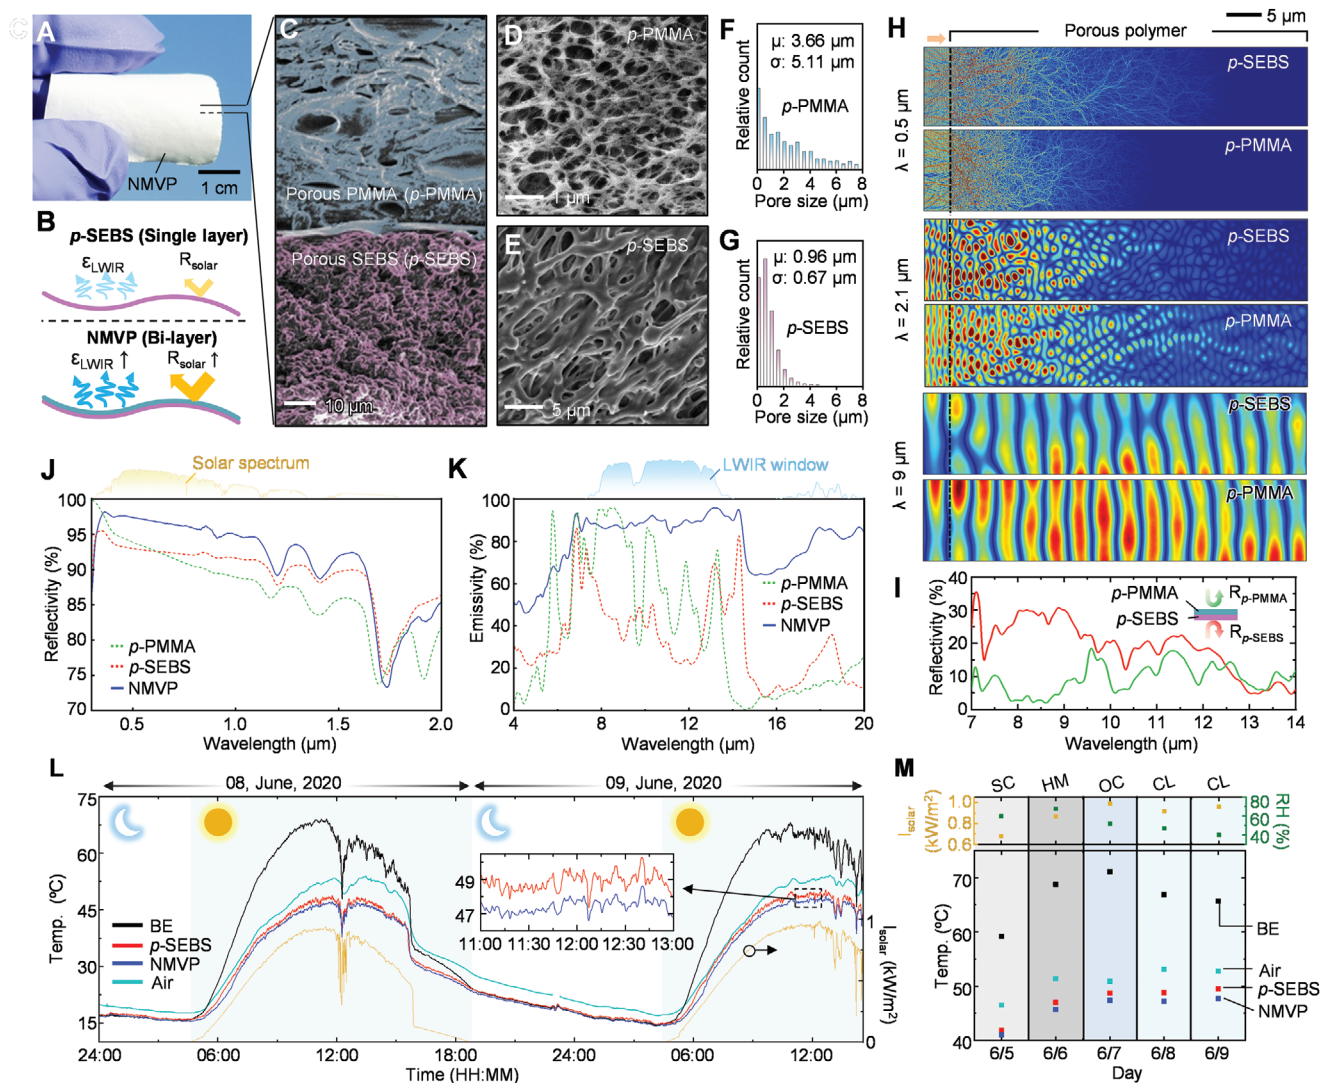 A
NMVP
1 cm
B
p-SEBS (Single layer)
εLWIR
Rsolar
NMVP (Bi-layer)
εLWIR ↑
Rsolar ↑
C
Porous PMMA (p-PMMA)
Porous SEBS (p-SEBS)
10 µm
D
p-PMMA
1 µm
E
p-SEBS
5 µm
F
µ: 3.66 µm
σ: 5.11 µm
p-PMMA
Relative count
0 2 4 6 8
Pore size (µm)
G
µ: 0.96 µm
σ: 0.67 µm
p-SEBS
Relative count
0 2 4 6 8
Pore size (µm)
H
5 µm
Porous polymer
λ = 0.5 µm
p-SEBS
p-PMMA
λ = 2.1 µm
p-SEBS
p-PMMA
λ = 9 µm
p-SEBS
p-PMMA
I
Reflectivity (%)
40
30
20
10
0
p-PMMA
p-SEBS
Rp-PMMA
Rp-SEBS
7 8 9 10 11 12 13 14
Wavelength (µm)
J
Solar spectrum
Reflectivity (%)
100
95
90
85
80
75
70
p-PMMA
p-SEBS
NMVP
0.5 1.0 1.5 2.0
Wavelength (µm)
K
LWIR window
Emissivity (%)
100
80
60
40
20
0
p-PMMA
p-SEBS
NMVP
4 8 12 16 20
Wavelength (µm)
L
08, June, 2020
09, June, 2020
Temp. (ºC)
75
60
45
30
15
BE
p-SEBS
NMVP
Air
49
47
11:00 11:30 12:00 12:30 13:00
1
0
Isolar (kW/m²)
24:00 06:00 12:00 18:00 24:00 06:00 12:00
Time (HH:MM)
M
SC HM OC CL CL
Isolar (kW/m²)
1.0
0.8
0.6
80
60
40
RH (%)
Temp. (ºC)
70
60
50
40
BE
Air
p-SEBS
NMVP
6/5 6/6 6/7 6/8 6/9
Day